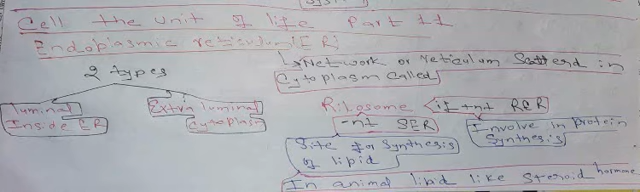 Cell the unit of life Part 11
Endoplasmic reticulum(ER)
↳Network or reticulum Scatterd in
Cytoplasm Called
2 types
luminal
Inside ER
Extra luminal
Cytoplasm
Ribosome < if +nt RER
-nt SER
Involve in protein
Synthesis
Site for Synthesis
of lipid
In animal lipid like Steroid hormone